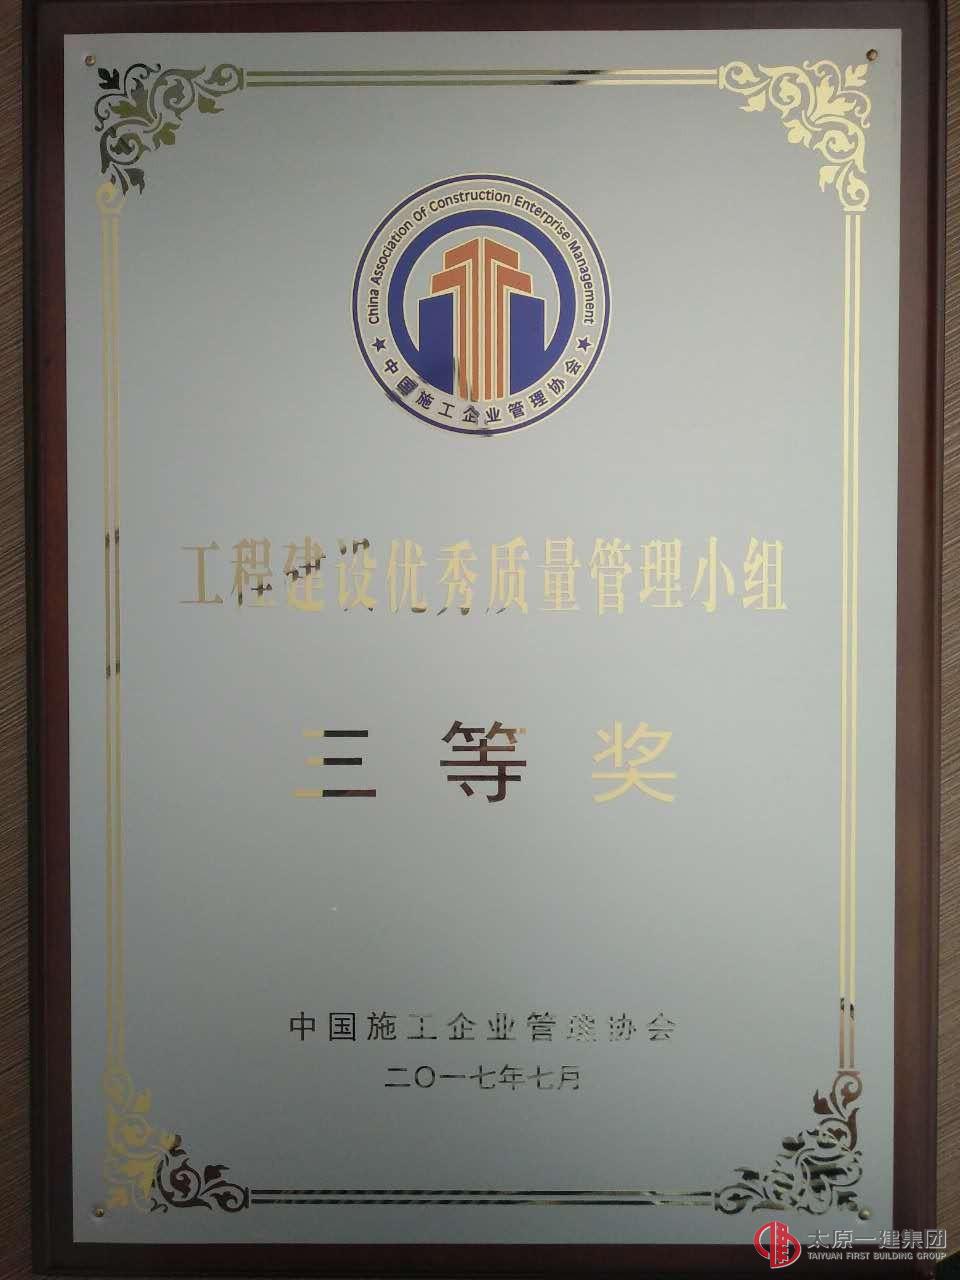 China Association Of Construction Enterprise Management
★中国施工企业管理协会★
工程建设优秀质量管理小组
三等奖
中国施工企业管理协会
二〇一七年七月
太原一建集团
TAIYUAN FIRST BUILDING GROUP